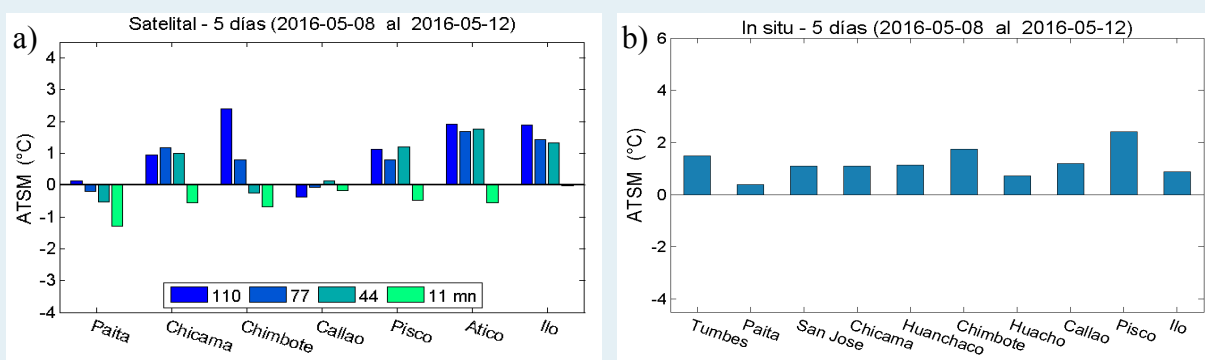 a)
Satelital - 5 días (2016-05-08 al 2016-05-12)
ATSM (°C)
4
3
2
1
0
-1
-2
-3
-4
110 77 44 11 mn
Paita Chicama Chimbote Callao Pisco Atico Ilo
b)
In situ - 5 días (2016-05-08 al 2016-05-12)
ATSM (°C)
6
4
2
0
-2
-4
Tumbes Paita San Jose Chicama Huanchaco Chimbote Huacho Callao Pisco Ilo